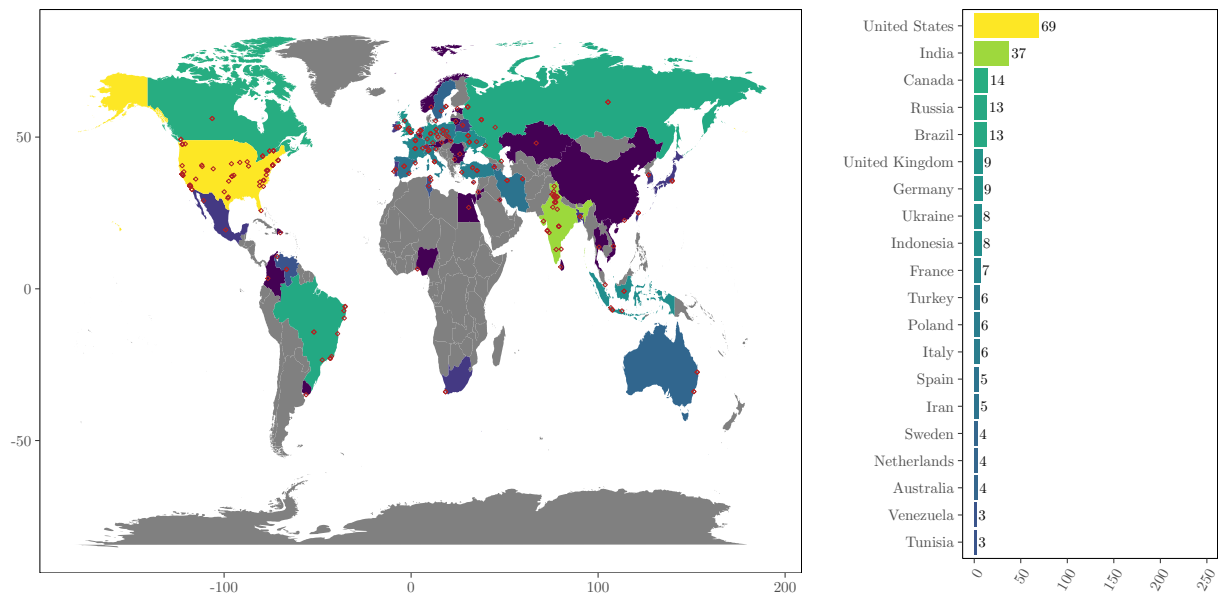 50
0
-50
-100
0
100
200
United States 69
India 37
Canada 14
Russia 13
Brazil 13
United Kingdom 9
Germany 9
Ukraine 8
Indonesia 8
France 7
Turkey 6
Poland 6
Italy 6
Spain 5
Iran 5
Sweden 4
Netherlands 4
Australia 4
Venezuela 3
Tunisia 3
0
50
100
150
200
250